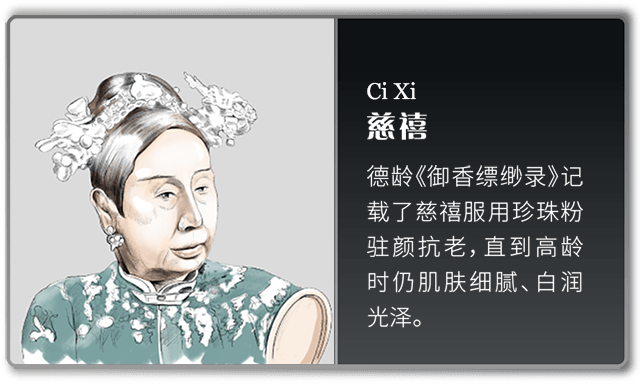 Ci Xi
慈禧
德龄《御香缥缈录》记
载了慈禧服用珍珠粉
驻颜抗老，直到高龄
时仍肌肤细腻、白润
光泽。